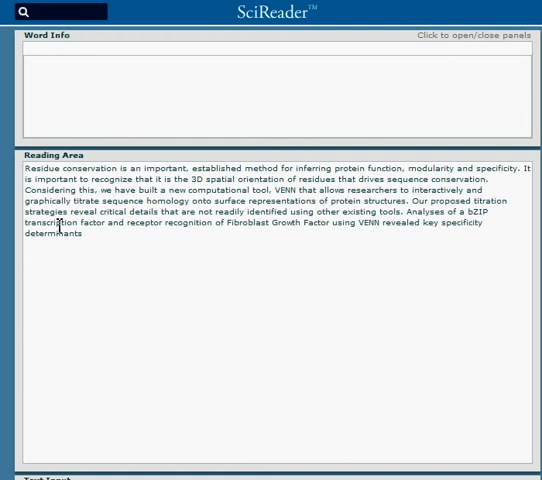 SciReader™
Word Info
Click to open/close panels
Reading Area
Residue conservation is an important, established method for inferring protein function, modularity and specificity. It
is important to recognize that it is the 3D spatial orientation of residues that drives sequence conservation.
Considering this, we have built a new computational tool, VENN that allows researchers to interactively and
graphically titrate sequence homology onto surface representations of protein structures. Our proposed titration
strategies reveal critical details that are not readily identified using other existing tools. Analyses of a bZIP
transcription factor and receptor recognition of Fibroblast Growth Factor using VENN revealed key specificity
determinants
Text Input